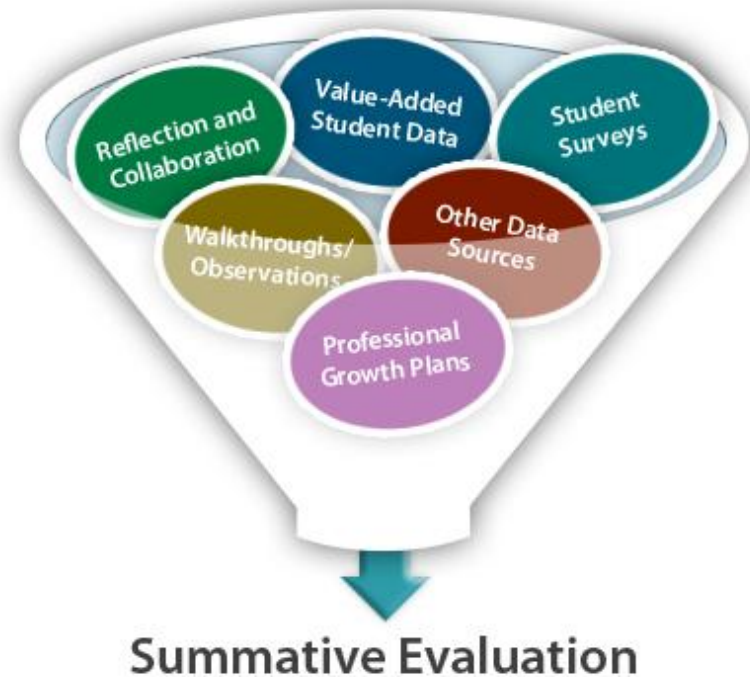 Reflection and
Collaboration
Value-Added
Student Data
Student
Surveys
Walkthroughs/
Observations
Other Data
Sources
Professional
Growth Plans
Summative Evaluation